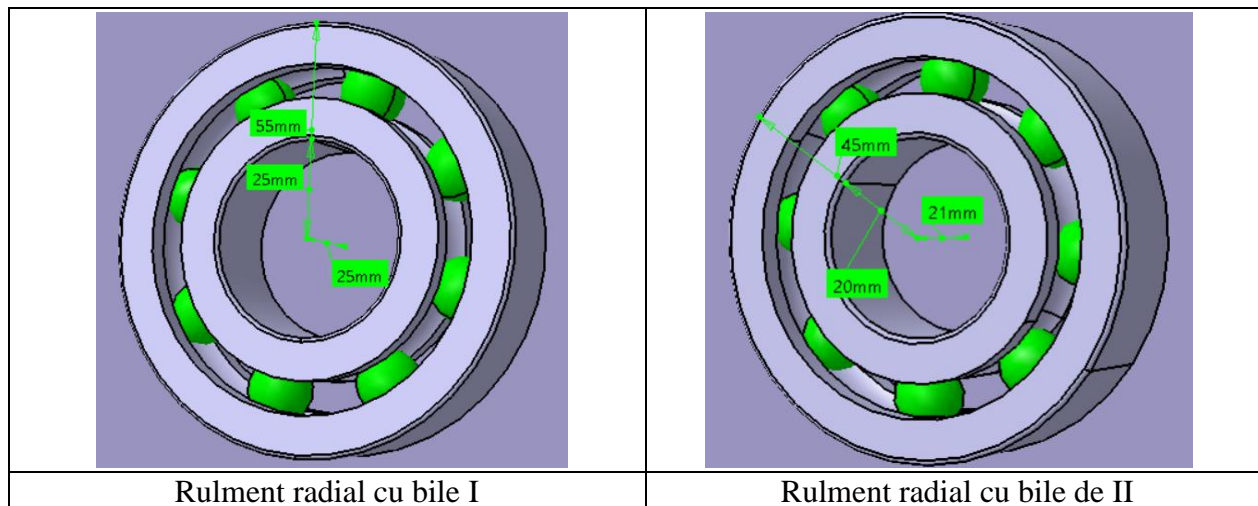 55mm
25mm
25mm
45mm
21mm
20mm
Rulment radial cu bile I
Rulment radial cu bile de II